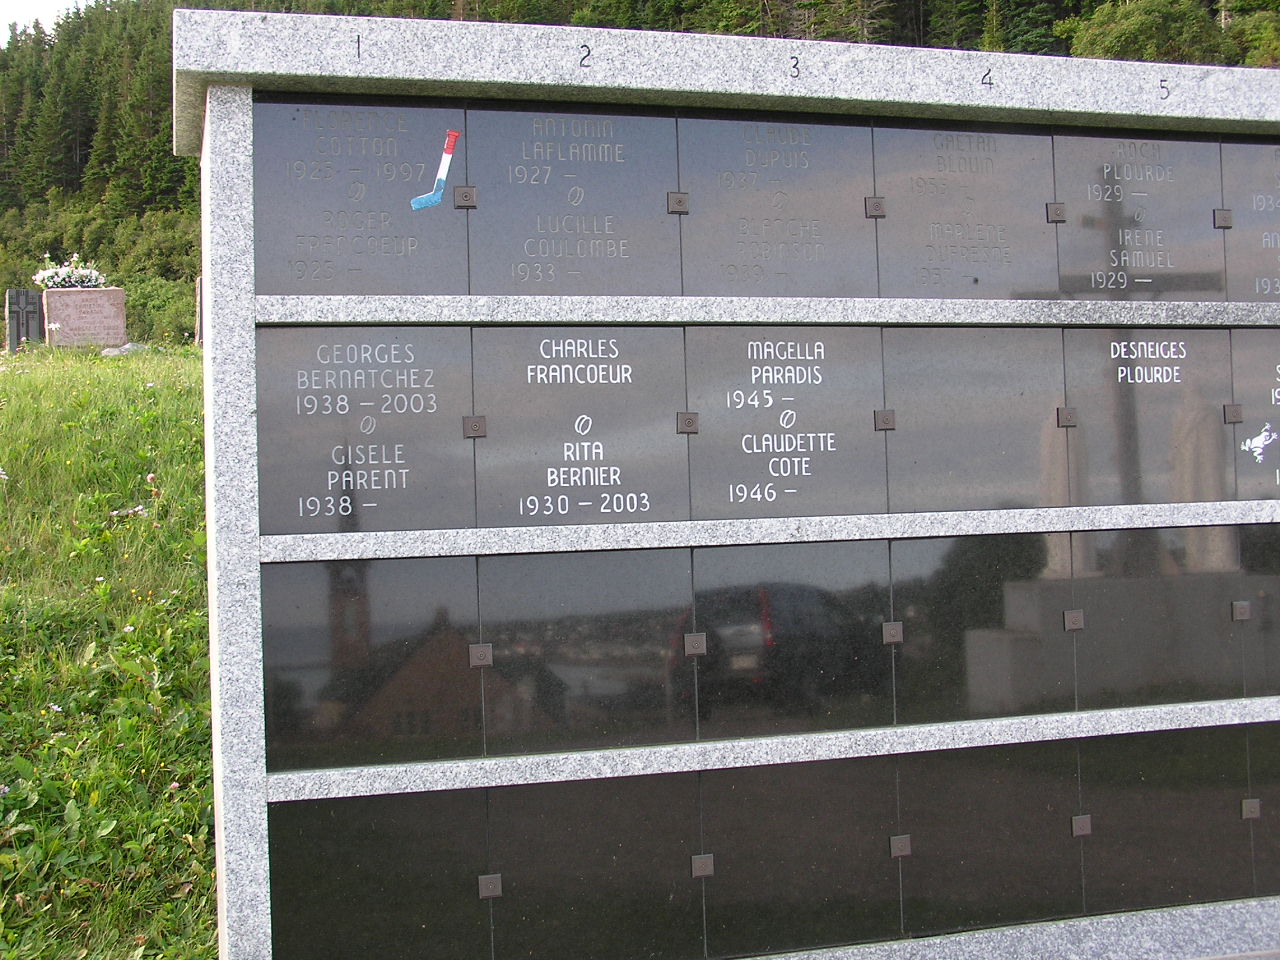 1 2 3 4 5
FLORENCE
COTTON
1925 - 1997
ROGER
FRANCOEUR
1925 -
ANTONIN
LAFLAMME
1927 -
LUCILLE
COULOMBE
1933 -
CLAUDE
DUPUIS
1937 -
BLANCHE
ROBINSON
GAETAN
BLOUIN
1953 -
MARLENE
DUFRESNE
ROCH
PLOURDE
1929 -
IRENE
SAMUEL
1929 -
GEORGES
BERNATCHEZ
1938 - 2003
GISELE
PARENT
1938 -
CHARLES
FRANCOEUR
RITA
BERNIER
1930 - 2003
MAGELLA
PARADIS
1945 -
CLAUDETTE
COTE
1946 -
DESNEIGES
PLOURDE